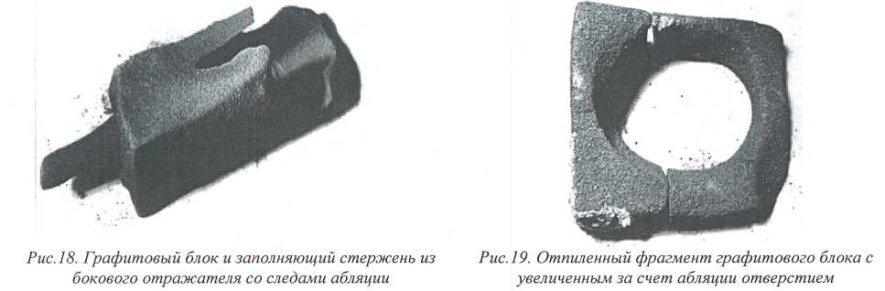 Рис.18. Графитовый блок и заполняющий стержень из
бокового отражателя со следами абляции
Рис.19. Отпиленный фрагмент графитового блока с
увеличенным за счет абляции отверстием